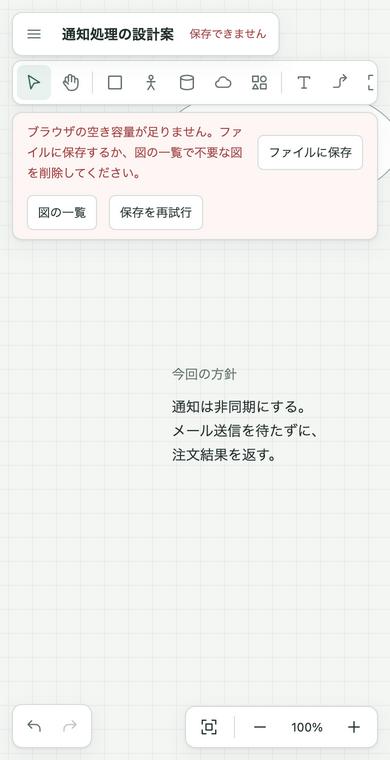 通知処理の設計案 保存できません
T
ブラウザの空き容量が足りません。ファ
イルに保存するか、図の一覧で不要な図
を削除してください。
ファイルに保存
図の一覧 保存を再試行
今回の方針
通知は非同期にする。
メール送信を待たずに、
注文結果を返す。
100%